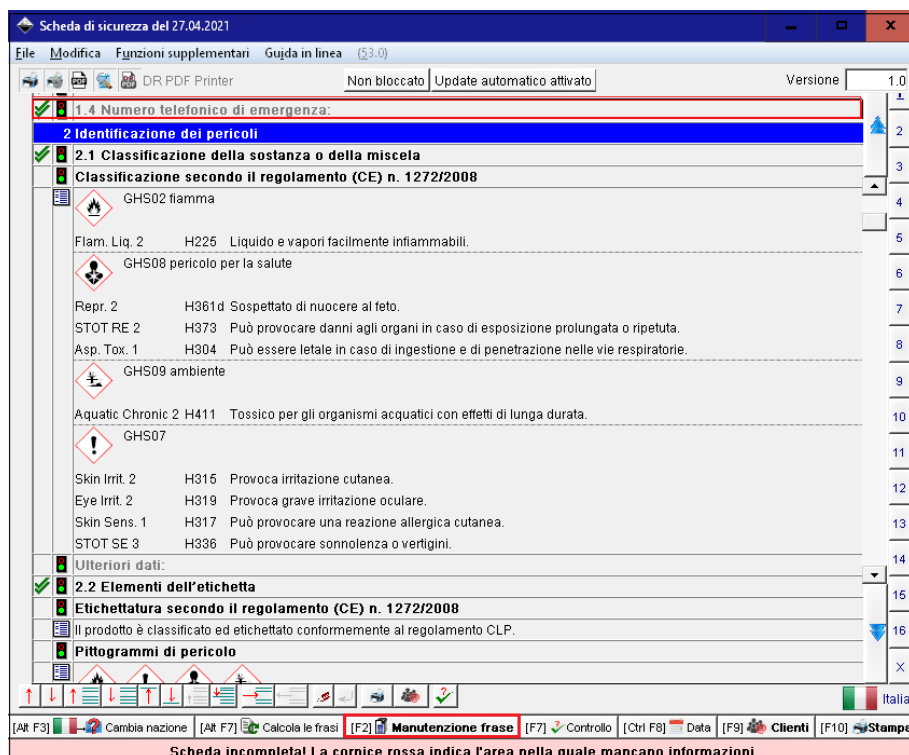 Scheda di sicurezza del 27.04.2021
File Modifica Funzioni supplementari Guida in linea (53.0)
DR PDF Printer Non bloccato Update automatico attivato Versione 1.0
1.4 Numero telefonico di emergenza:
2 Identificazione dei pericoli
2.1 Classificazione della sostanza o della miscela
Classificazione secondo il regolamento (CE) n. 1272/2008
GHS02 fiamma
Flam. Liq. 2 H225 Liquido e vapori facilmente infiammabili.
GHS08 pericolo per la salute
Repr. 2 H361d Sospettato di nuocere al feto.
STOT RE 2 H373 Può provocare danni agli organi in caso di esposizione prolungata o ripetuta.
Asp. Tox. 1 H304 Può essere letale in caso di ingestione e di penetrazione nelle vie respiratorie.
GHS09 ambiente
Aquatic Chronic 2 H411 Tossico per gli organismi acquatici con effetti di lunga durata.
GHS07
Skin Irrit. 2 H315 Provoca irritazione cutanea.
Eye Irrit. 2 H319 Provoca grave irritazione oculare.
Skin Sens. 1 H317 Può provocare una reazione allergica cutanea.
STOT SE 3 H336 Può provocare sonnolenza o vertigini.
Ulteriori dati:
2.2 Elementi dell'etichetta
Etichettatura secondo il regolamento (CE) n. 1272/2008
Il prodotto è classificato ed etichettato conformemente al regolamento CLP.
Pittogrammi di pericolo
1
2
3
4
5
6
7
8
9
10
11
12
13
14
15
16
X
Italia
[Alt F3] Cambia nazione [Alt F7] Calcola le frasi [F2] Manutenzione frase [F7] Controllo [Ctrl F8] Data [F9] Clienti [F10] Stampa
Scheda incompleta! La cornice rossa indica l'area nella quale mancano informazioni